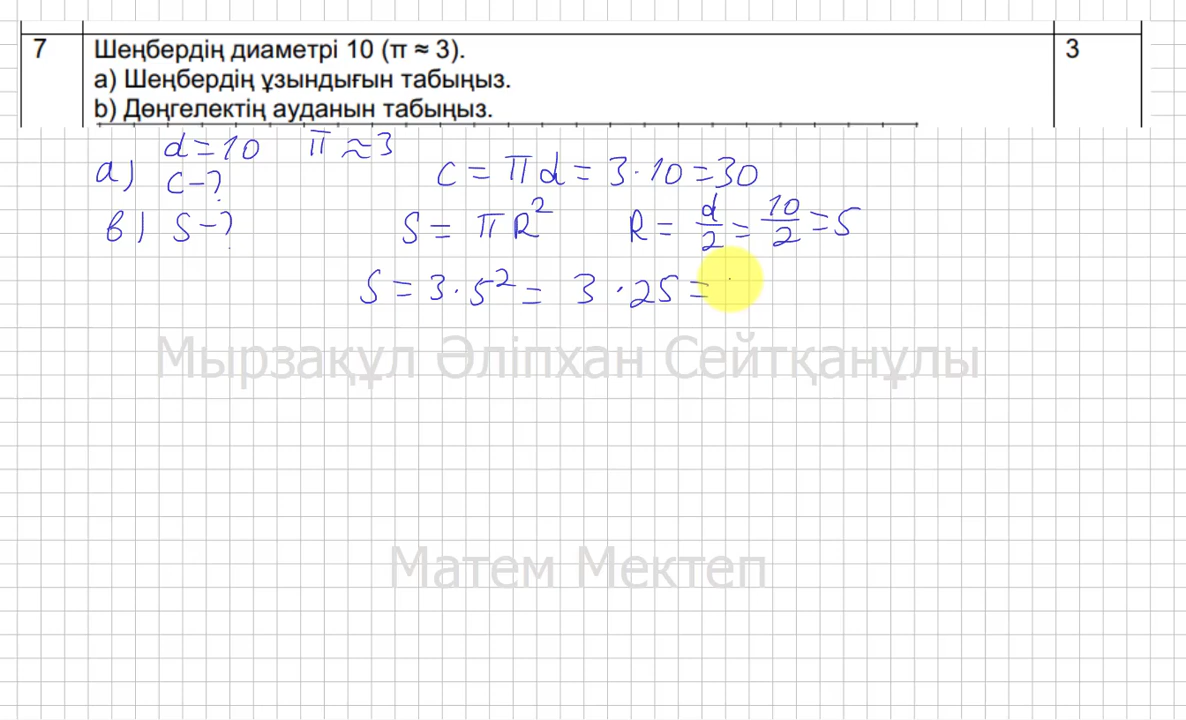 7 Шеңбердің диаметрі 10 (π ≈ 3). 3
a) Шеңбердің ұзындығын табыңыз.
b) Дөңгелектің ауданын табыңыз.
d = 10 π ≈ 3
a) C - ? C = πd = 3 · 10 = 30
в) S - ? S = πR² R = d/2 = 10/2 = 5
S = 3 · 5² = 3 · 25 =
Мырзақұл Әліпхан Сейтқанұлы
Матем Мектеп